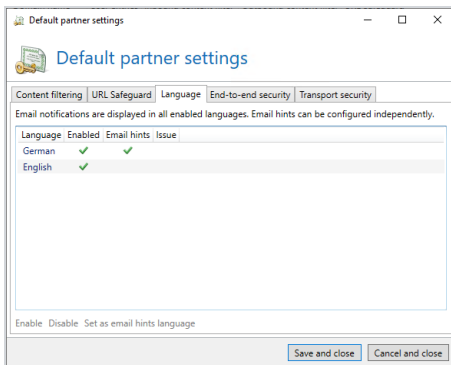 Default partner settings
Default partner settings
Content filtering URL Safeguard Language End-to-end security Transport security
Email notifications are displayed in all enabled languages. Email hints can be configured independently.
Language Enabled Email hints Issue
German
English
Enable Disable Set as email hints language
Save and close Cancel and close